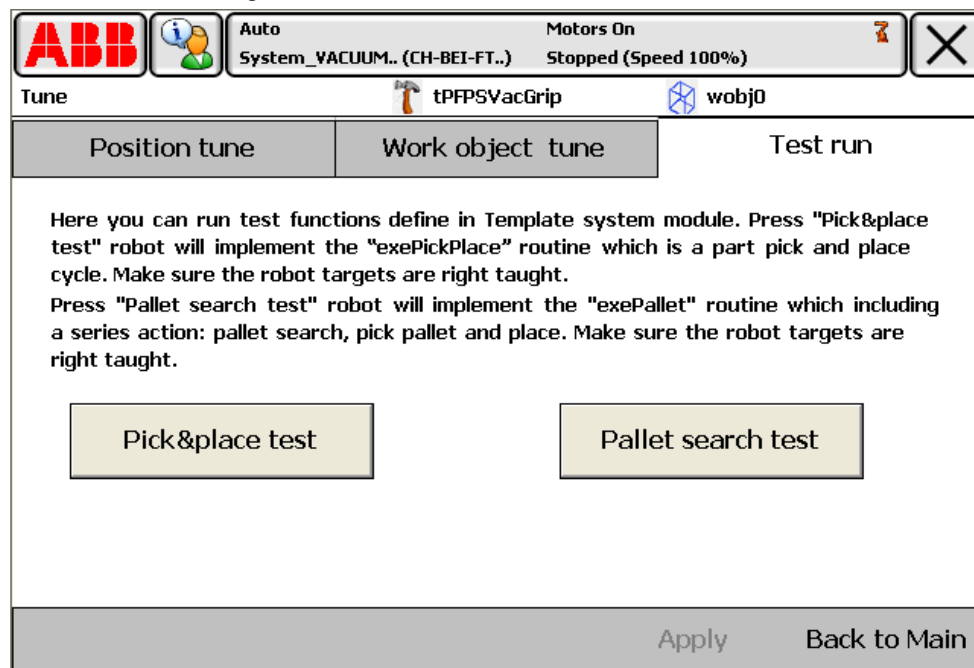 ABB
Auto
Motors On
System_VACUUM.. (CH-BEI-FT..)
Stopped (Speed 100%)
Tune
tPFPSVacGrip
wobj0
Position tune
Work object tune
Test run
Here you can run test functions define in Template system module. Press "Pick&place
test" robot will implement the "exePickPlace" routine which is a part pick and place
cycle. Make sure the robot targets are right taught.
Press "Pallet search test" robot will implement the "exePallet" routine which including
a series action: pallet search, pick pallet and place. Make sure the robot targets are
right taught.
Pick&place test
Pallet search test
Apply
Back to Main